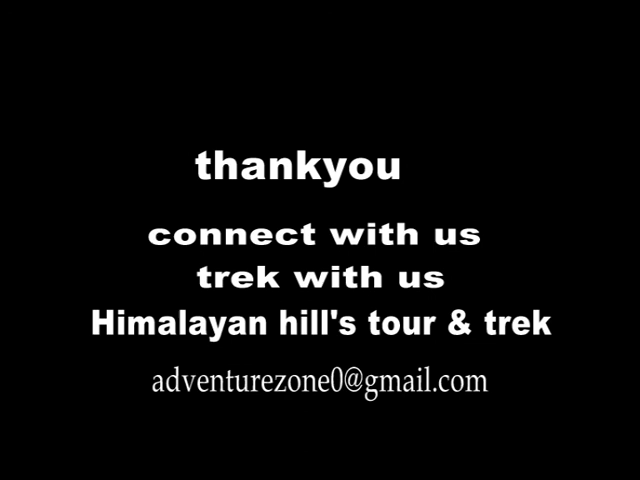 thankyou
connect with us
trek with us
Himalayan hill's tour & trek
adventurezone0@gmail.com